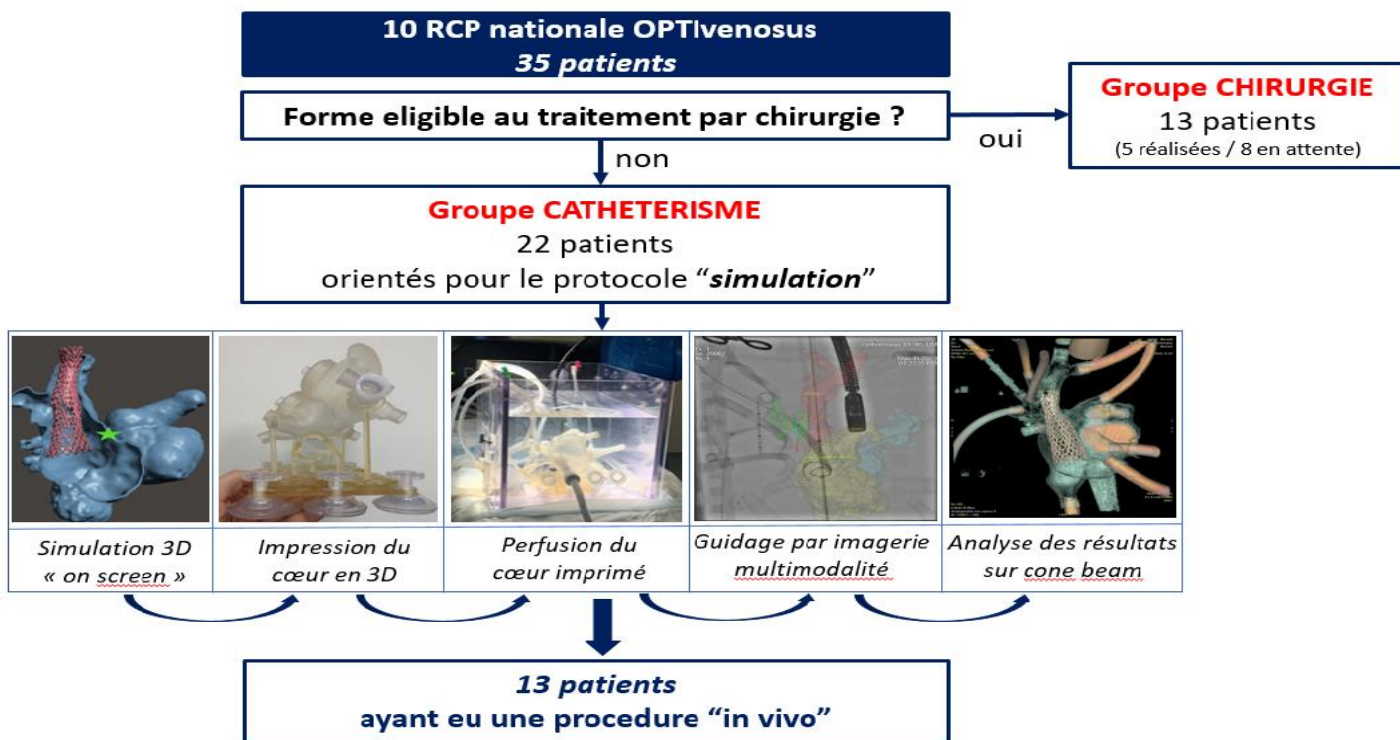 10 RCP nationale OPTIvenosus
35 patients
Forme eligible au traitement par chirurgie ?
oui
Groupe CHIRURGIE
13 patients
(5 réalisées / 8 en attente)
non
Groupe CATHETERISME
22 patients
orientés pour le protocole “simulation”
Simulation 3D
« on screen »
Impression du
cœur en 3D
Perfusion du
cœur imprimé
Guidage par imagerie
multimodalité
Analyse des résultats
sur cone beam
13 patients
ayant eu une procedure “in vivo”